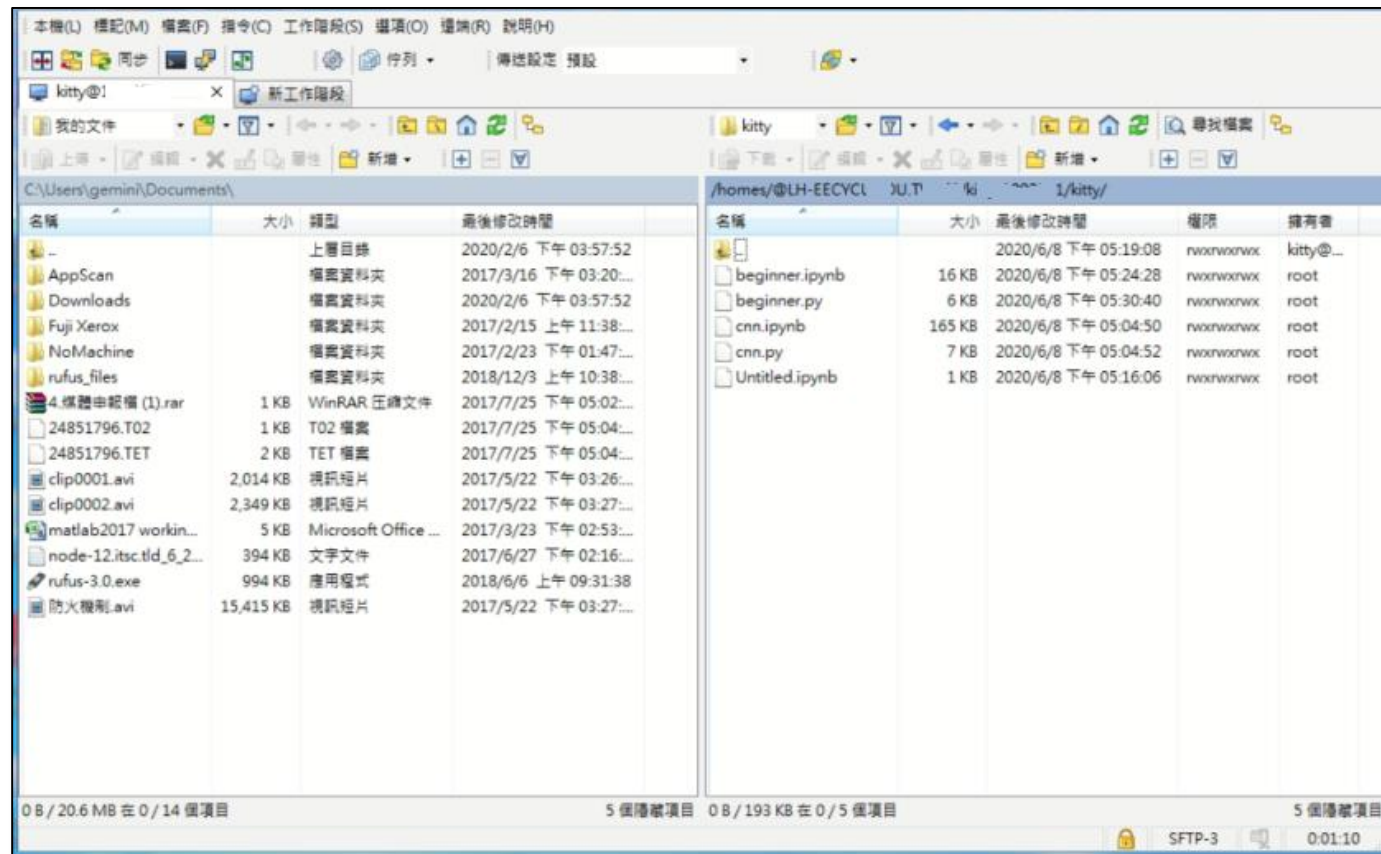 本機(L) 標記(M) 檔案(F) 指令(C) 工作階段(S) 選項(O) 遠端(R) 說明(H)
同步 佇列 傳送設定 預設
kitty@1 × 新工作階段
我的文件
上傳 編輯 屬性 新增
C:\Users\gemini\Documents\
名稱 大小 類型 最後修改時間
.. 上層目錄 2020/2/6 下午 03:57:52
AppScan 檔案資料夾 2017/3/16 下午 03:20:...
Downloads 檔案資料夾 2020/2/6 下午 03:57:52
Fuji Xerox 檔案資料夾 2017/2/15 上午 11:38:...
NoMachine 檔案資料夾 2017/2/23 下午 01:47:...
rufus_files 檔案資料夾 2018/12/3 上午 10:38:...
4.媒體申報檔 (1).rar 1 KB WinRAR 压缩文件 2017/7/25 下午 05:02:...
24851796.T02 1 KB T02 檔案 2017/7/25 下午 05:04:...
24851796.TET 2 KB TET 檔案 2017/7/25 下午 05:04:...
clip0001.avi 2,014 KB 視訊短片 2017/5/22 下午 03:26:...
clip0002.avi 2,349 KB 視訊短片 2017/5/22 下午 03:27:...
matlab2017 workin... 5 KB Microsoft Office ... 2017/3/23 下午 02:53:...
node-12.itsc.tld_6_2... 394 KB 文字文件 2017/6/27 下午 02:16:...
rufus-3.0.exe 994 KB 應用程式 2018/6/6 上午 09:31:38
防火機制.avi 15,415 KB 視訊短片 2017/5/22 下午 03:27:...
0 B / 20.6 MB 在 0 / 14 個項目 5 個隱藏項目
kitty 尋找檔案
下載 編輯 屬性 新增
/homes/@LH-EECYCL 1/kitty/
名稱 大小 最後修改時間 權限 擁有者
.. 2020/6/8 下午 05:19:08 rwxrwxrwx kitty@...
beginner.ipynb 16 KB 2020/6/8 下午 05:24:28 rwxrwxrwx root
beginner.py 6 KB 2020/6/8 下午 05:30:40 rwxrwxrwx root
cnn.ipynb 165 KB 2020/6/8 下午 05:04:50 rwxrwxrwx root
cnn.py 7 KB 2020/6/8 下午 05:04:52 rwxrwxrwx root
Untitled.ipynb 1 KB 2020/6/8 下午 05:16:06 rwxrwxrwx root
0 B / 193 KB 在 0 / 5 個項目 5 個隱藏項目
SFTP-3 0:01:10